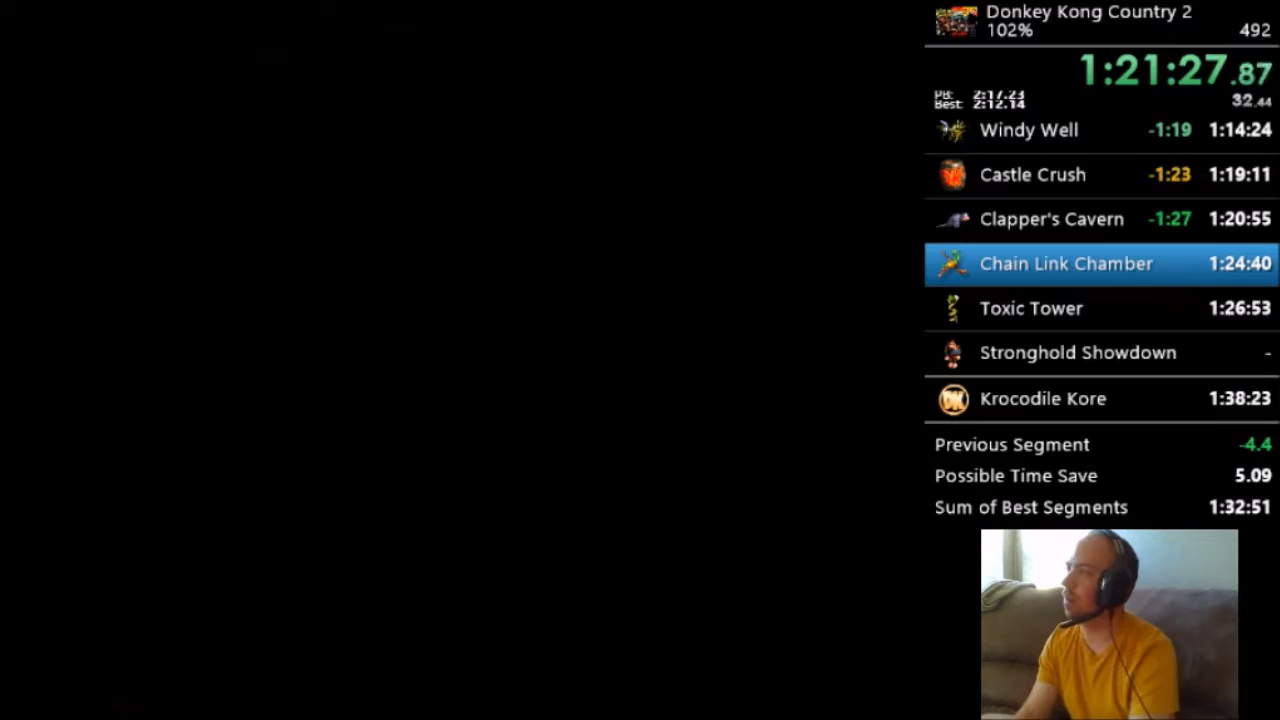 Donkey Kong Country 2
102% 492
1:21:27.87
PB: 2:17.23
Best: 2:12.14 32.44
Windy Well -1:19 1:14:24
Castle Crush -1:23 1:19:11
Clapper's Cavern -1:27 1:20:55
Chain Link Chamber 1:24:40
Toxic Tower 1:26:53
Stronghold Showdown -
Krocodile Kore 1:38:23
Previous Segment -4.4
Possible Time Save 5.09
Sum of Best Segments 1:32:51